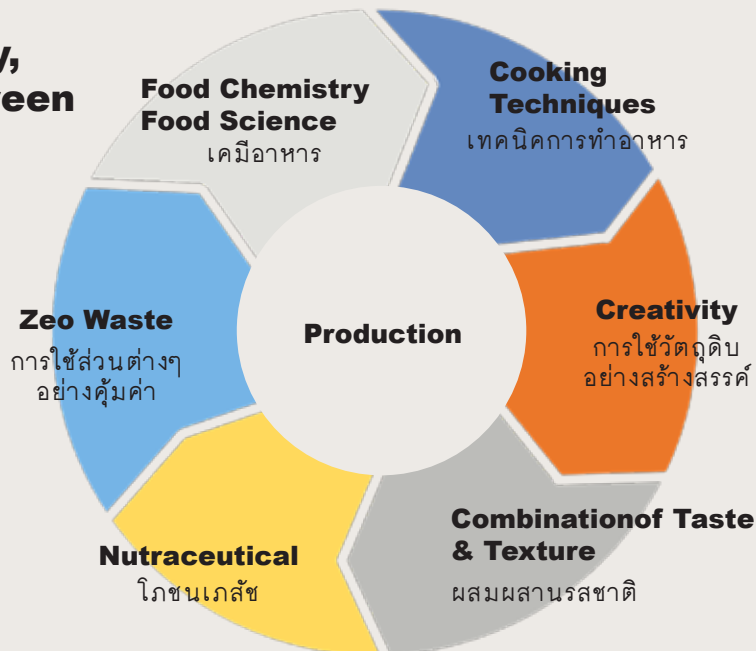 y,
veen
Food Chemistry
Food Science
เคมีอาหาร
Cooking
Techniques
เทคนิคการทำอาหาร
Creativity
การใช้วัตถุดิบ
อย่างสร้างสรรค์
Combinationof Taste
& Texture
ผสมผสานรสชาติ
Nutraceutical
โภชนเภสัช
Zeo Waste
การใช้ส่วนต่างๆ
อย่างคุ้มค่า
Production